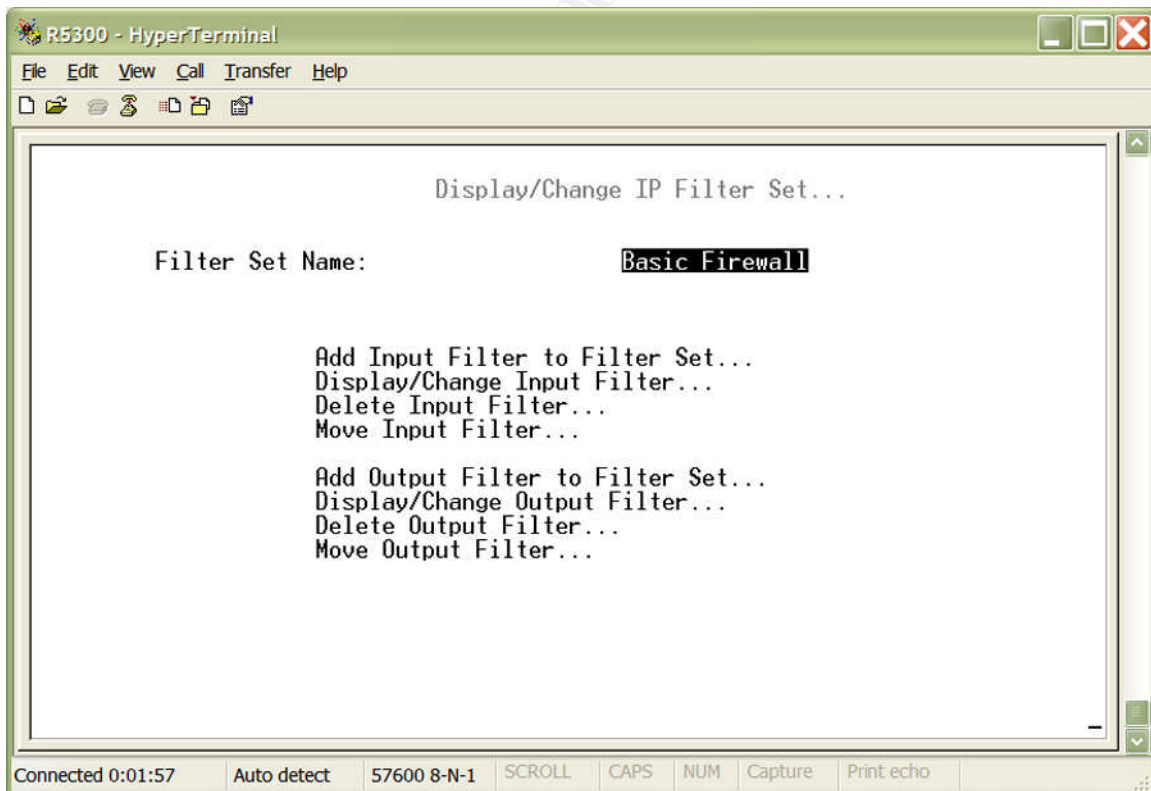 R5300 - HyperTerminal
File Edit View Call Transfer Help
Display/Change IP Filter Set...
Filter Set Name: Basic Firewall
Add Input Filter to Filter Set...
Display/Change Input Filter...
Delete Input Filter...
Move Input Filter...
Add Output Filter to Filter Set...
Display/Change Output Filter...
Delete Output Filter...
Move Output Filter...
Connected 0:01:57 Auto detect 57600 8-N-1 SCROLL CAPS NUM Capture Print echo